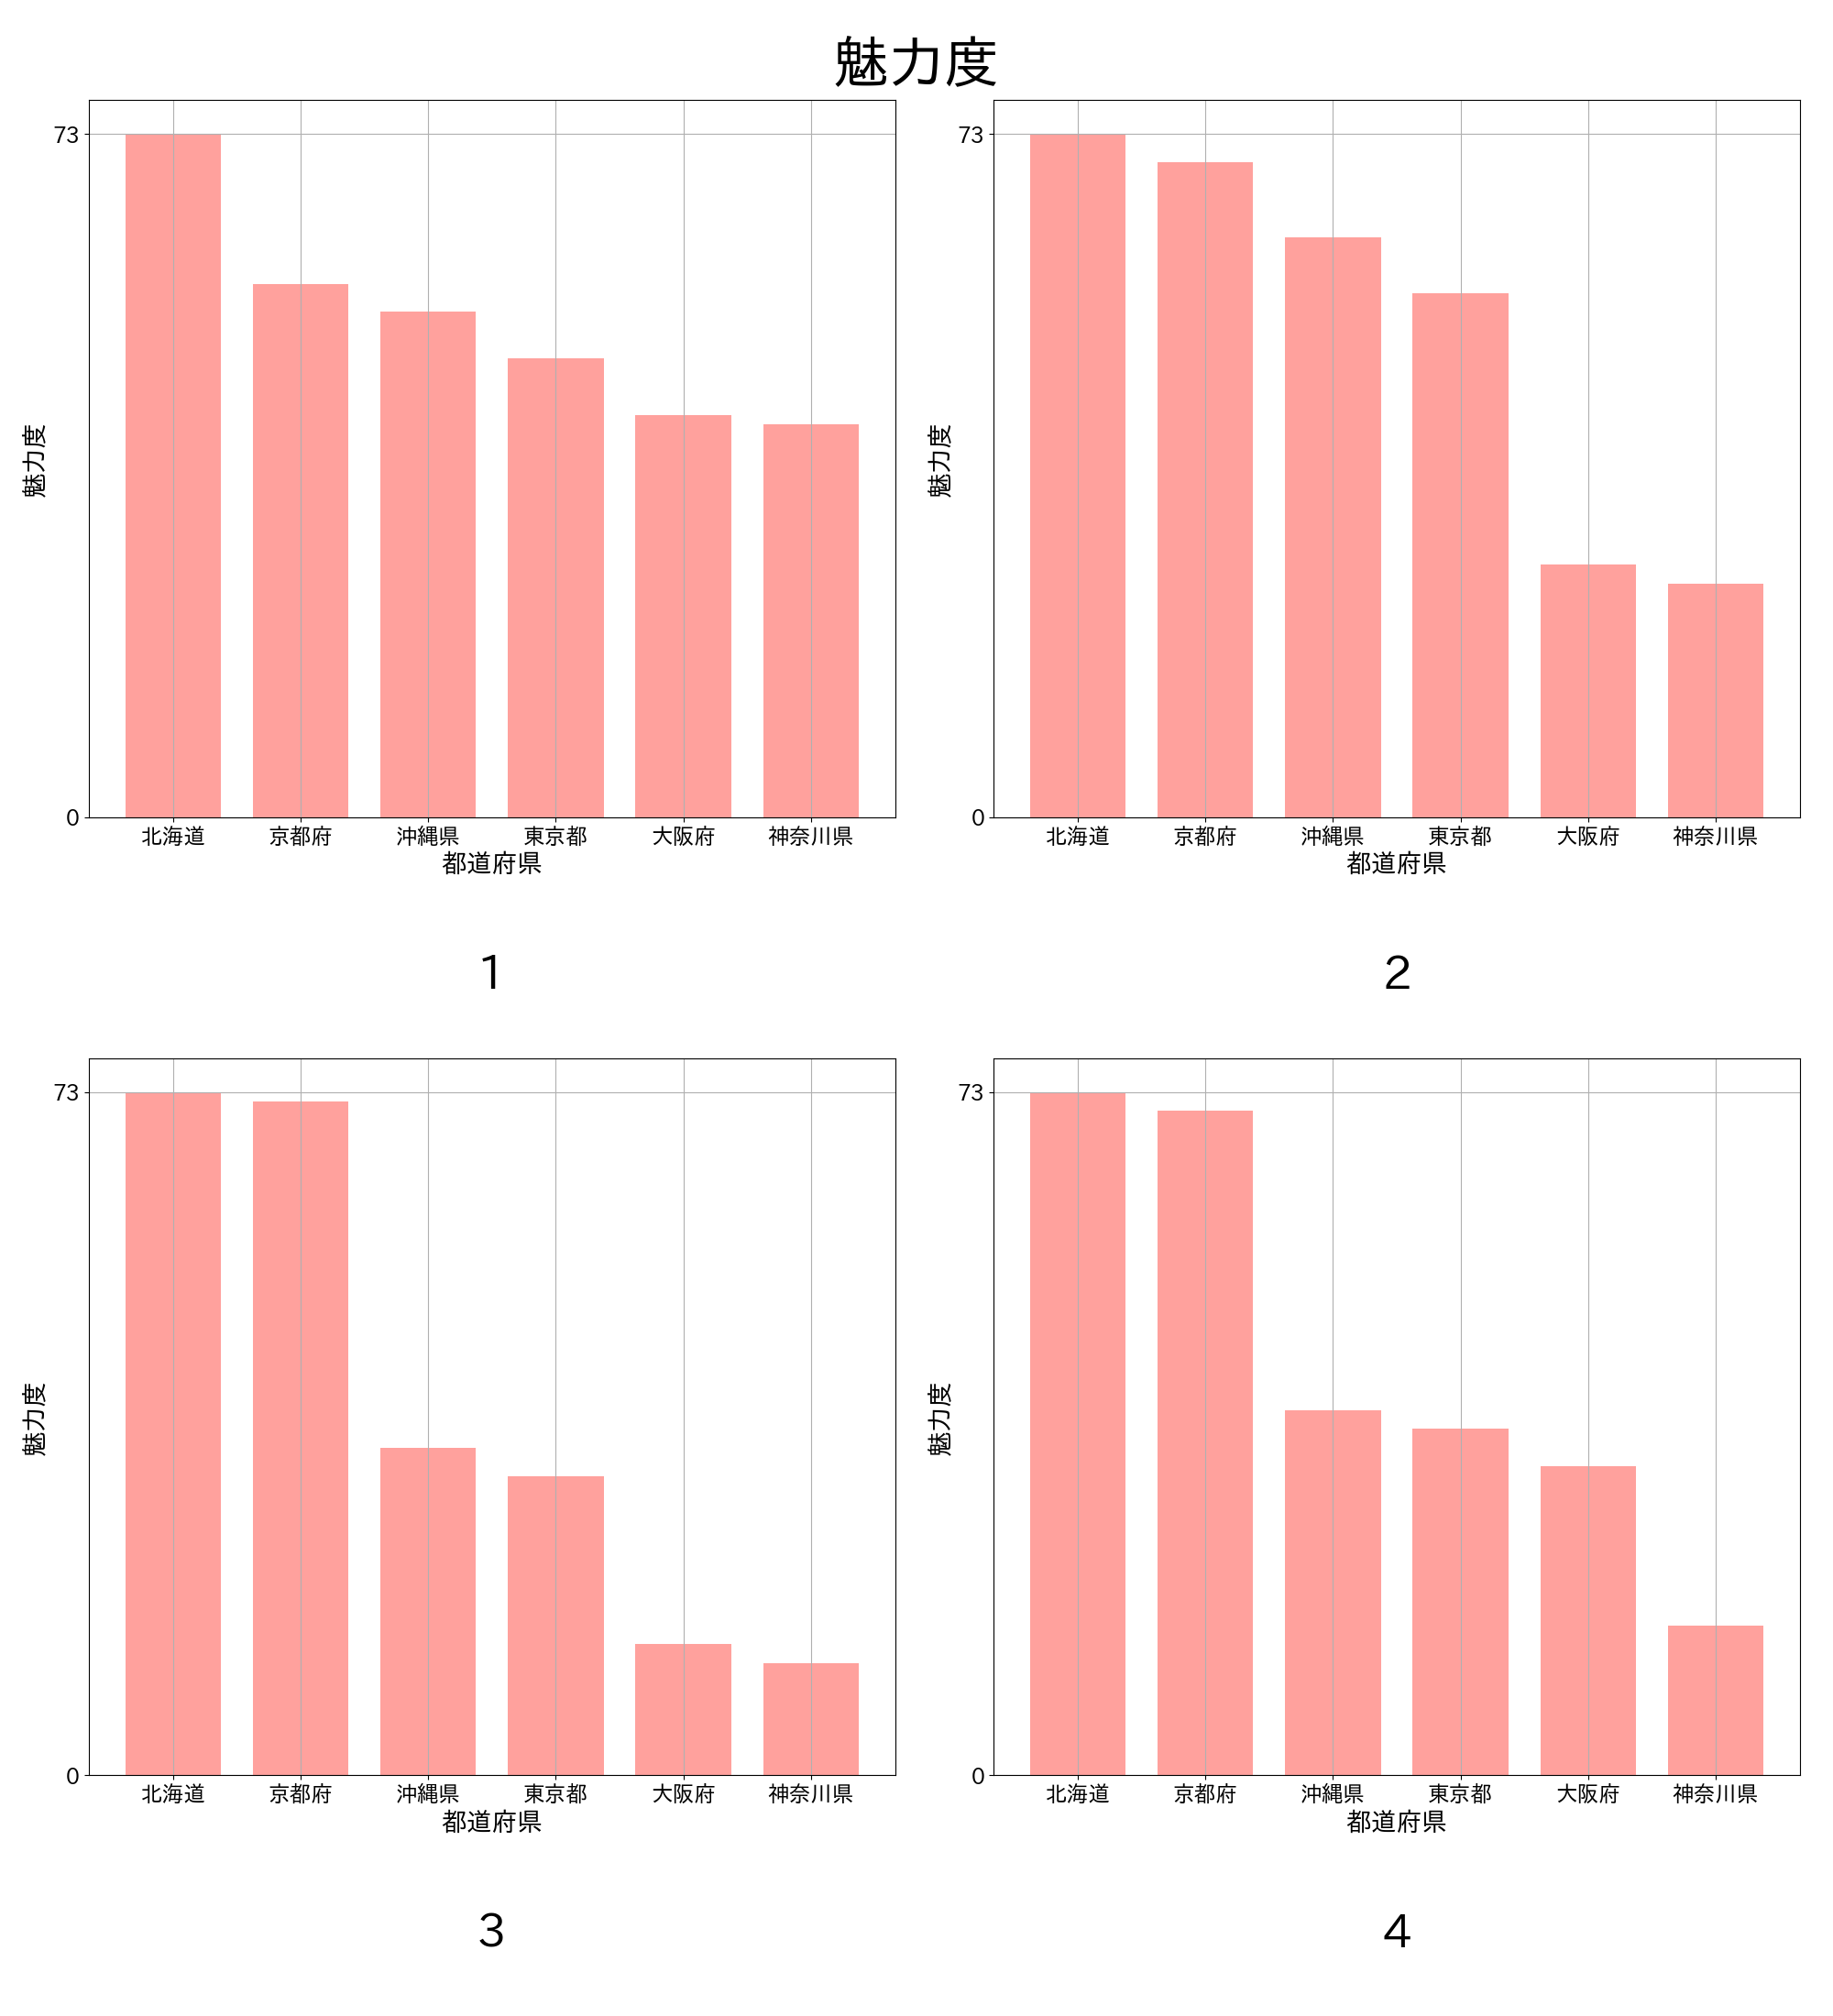 魅力度
73
0
魅力度
北海道 京都府 沖縄県 東京都 大阪府 神奈川県
都道府県
1
73
0
魅力度
北海道 京都府 沖縄県 東京都 大阪府 神奈川県
都道府県
2
73
0
魅力度
北海道 京都府 沖縄県 東京都 大阪府 神奈川県
都道府県
3
73
0
魅力度
北海道 京都府 沖縄県 東京都 大阪府 神奈川県
都道府県
4